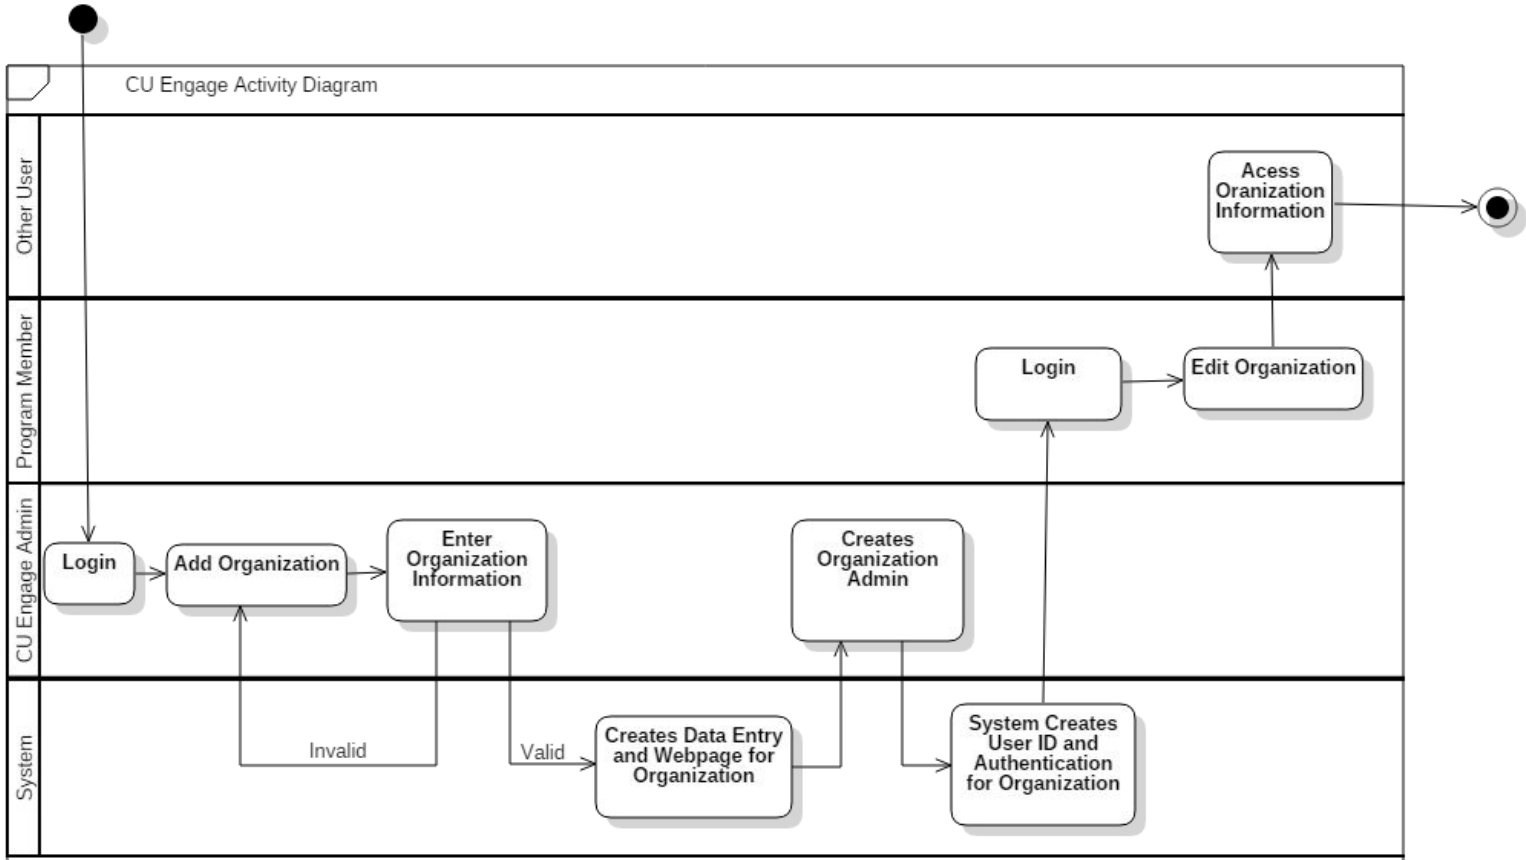 CU Engage Activity Diagram
Other User
Acess
Oranization
Information
Program Member
Login
Edit Organization
CU Engage Admin
Login
Add Organization
Enter
Organization
Information
Creates
Organization
Admin
System
Invalid
Valid
Creates Data Entry
and Webpage for
Organization
System Creates
User ID and
Authentication
for Organization